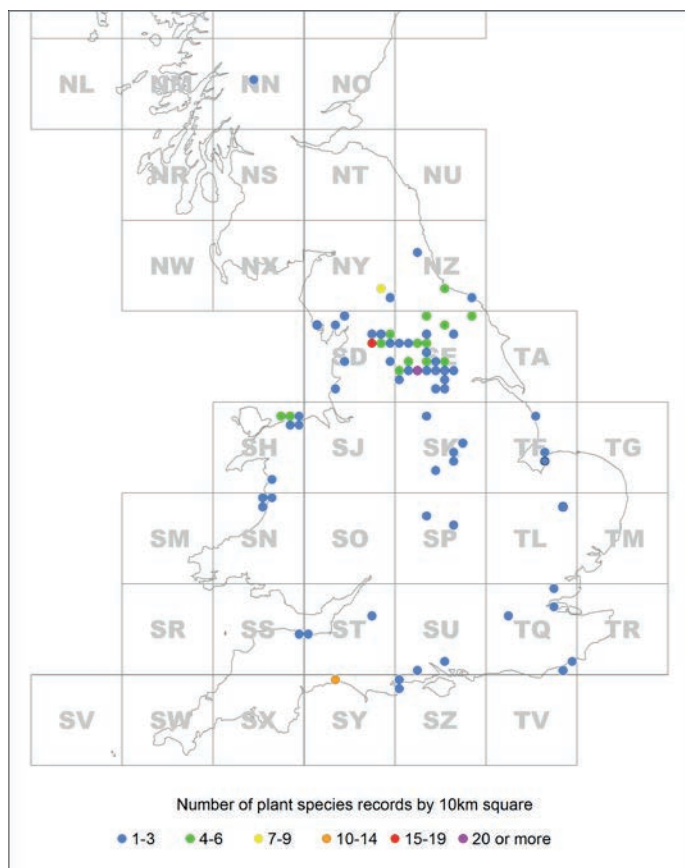 NL NM NN NO
NR NS NT NU
NW NX NY NZ
SD SE TA
SH SJ SK TF TG
SM SN SO SP TL TM
SR SS ST SU TQ TR
SV SW SX SY SZ TV
Number of plant species records by 10km square
1-3 4-6 7-9 10-14 15-19 20 or more